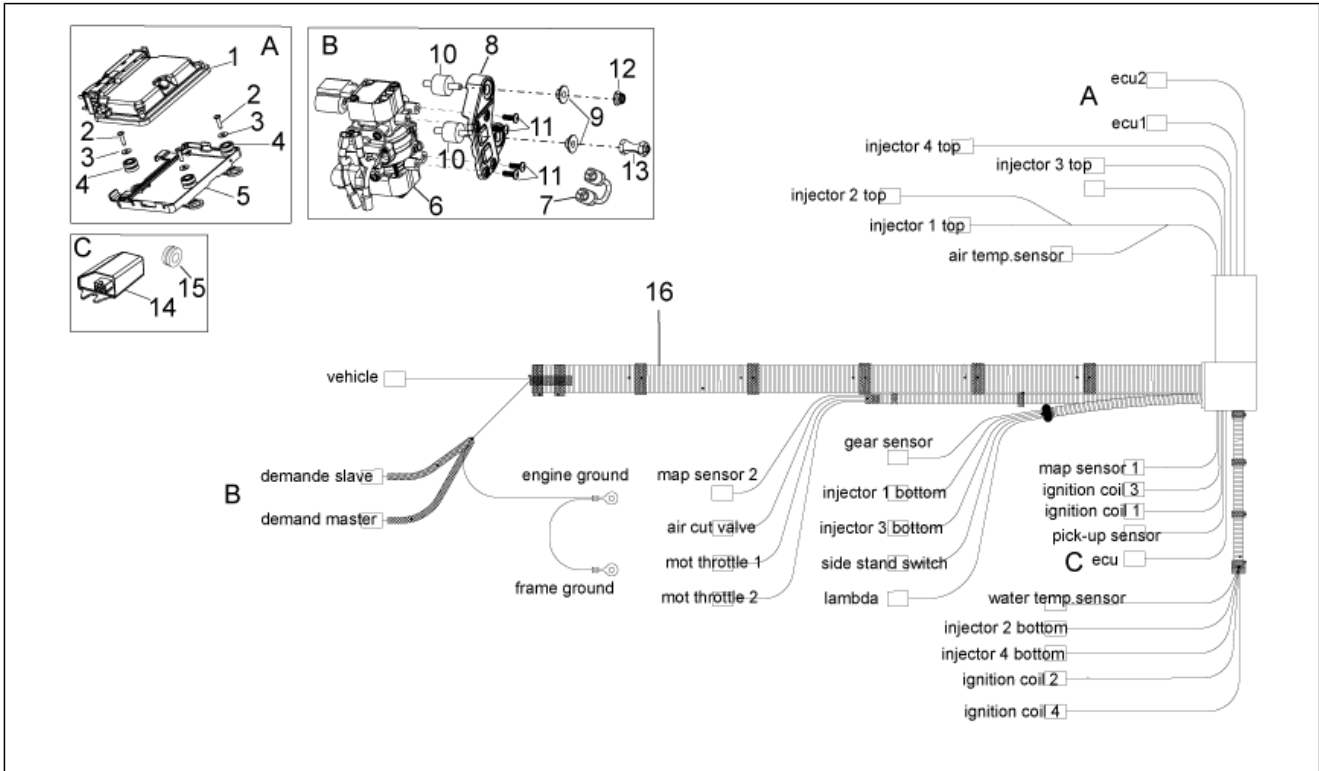 A
1
2
2
3
3
4
4
5
B
10
8
12
9
11
10
11
13
6
7
C
14
15
16
A
ecu2
ecu1
injector 4 top
injector 3 top
injector 2 top
injector 1 top
air temp.sensor
vehicle
B
demande slave
demand master
engine ground
frame ground
map sensor 2
air cut valve
mot throttle 1
mot throttle 2
gear sensor
injector 1 bottom
injector 3 bottom
side stand switch
lambda
map sensor 1
ignition coil 3
ignition coil 1
pick-up sensor
C
ecu
water temp.sensor
injector 2 bottom
injector 4 bottom
ignition coil 2
ignition coil 4